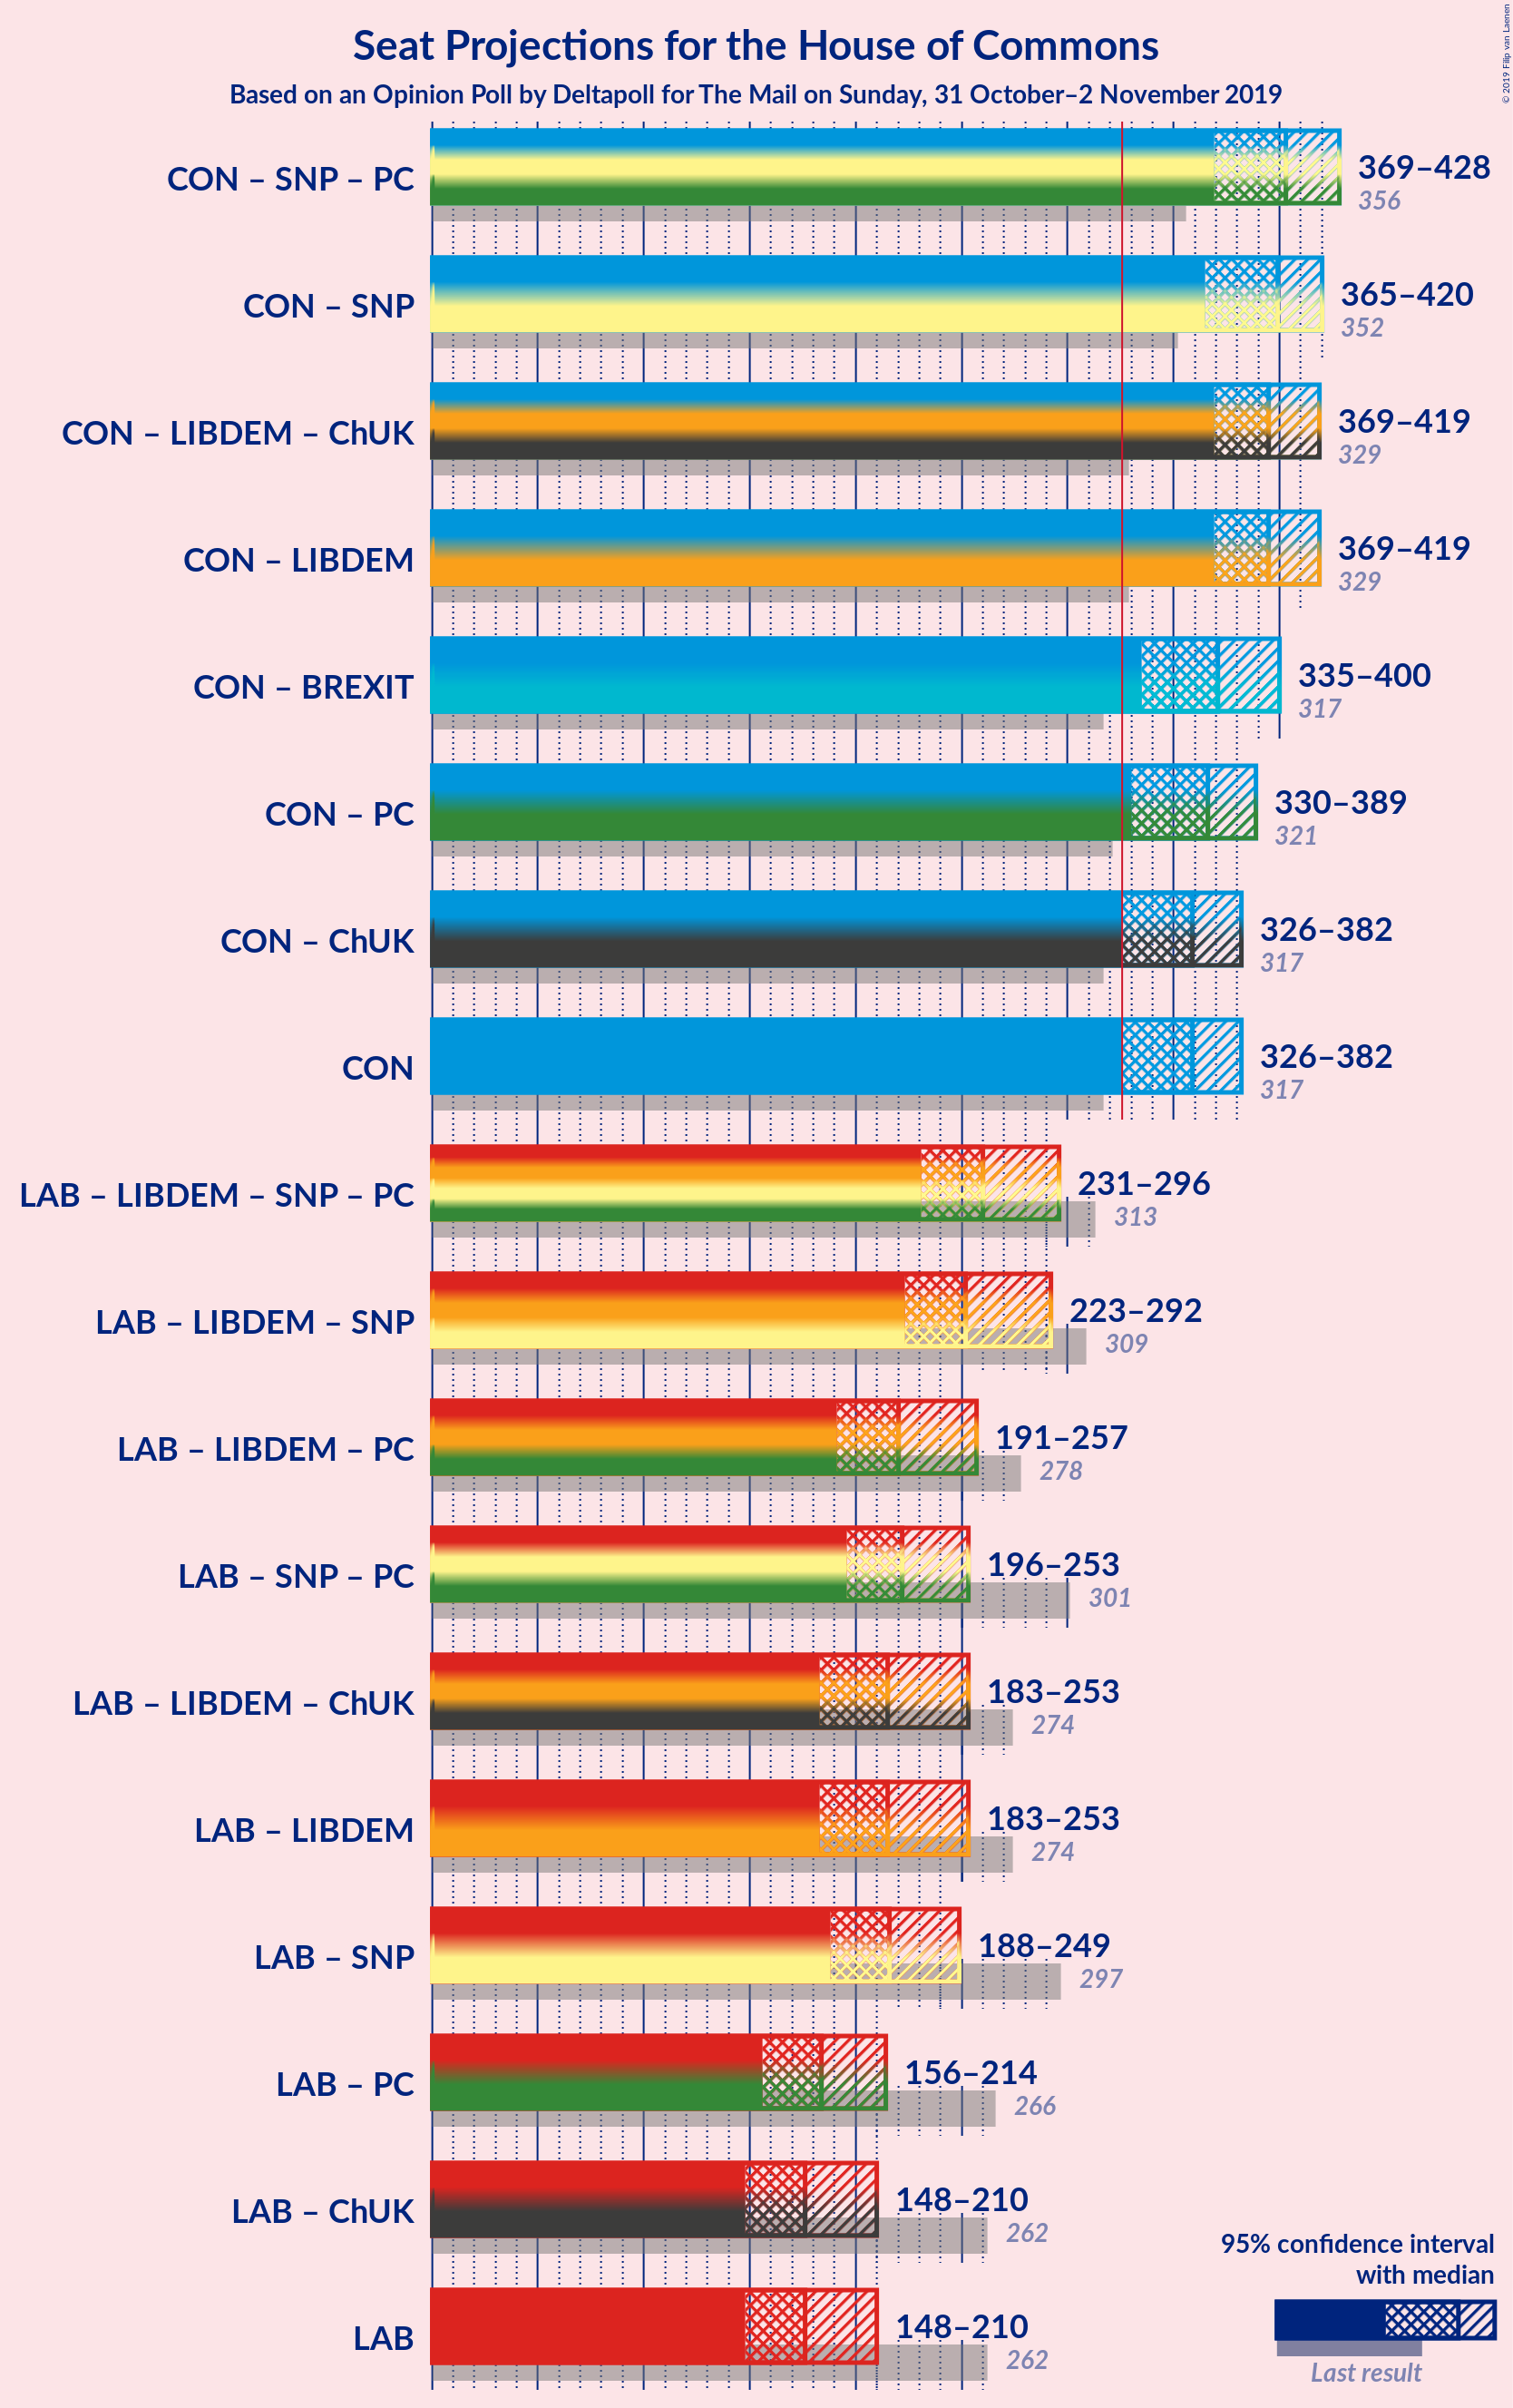 © 2019 Filip van Laenen
Seat Projections for the House of Commons
Based on an Opinion Poll by Deltapoll for The Mail on Sunday, 31 October–2 November 2019
CON – SNP – PC
369–428
356
CON – SNP
365–420
352
CON – LIBDEM – ChUK
369–419
329
CON – LIBDEM
369–419
329
CON – BREXIT
335–400
317
CON – PC
330–389
321
CON – ChUK
326–382
317
CON
326–382
317
LAB – LIBDEM – SNP – PC
231–296
313
LAB – LIBDEM – SNP
223–292
309
LAB – LIBDEM – PC
191–257
278
LAB – SNP – PC
196–253
301
LAB – LIBDEM – ChUK
183–253
274
LAB – LIBDEM
183–253
274
LAB – SNP
188–249
297
LAB – PC
156–214
266
LAB – ChUK
148–210
262
LAB
148–210
262
95% confidence interval
with median
Last result